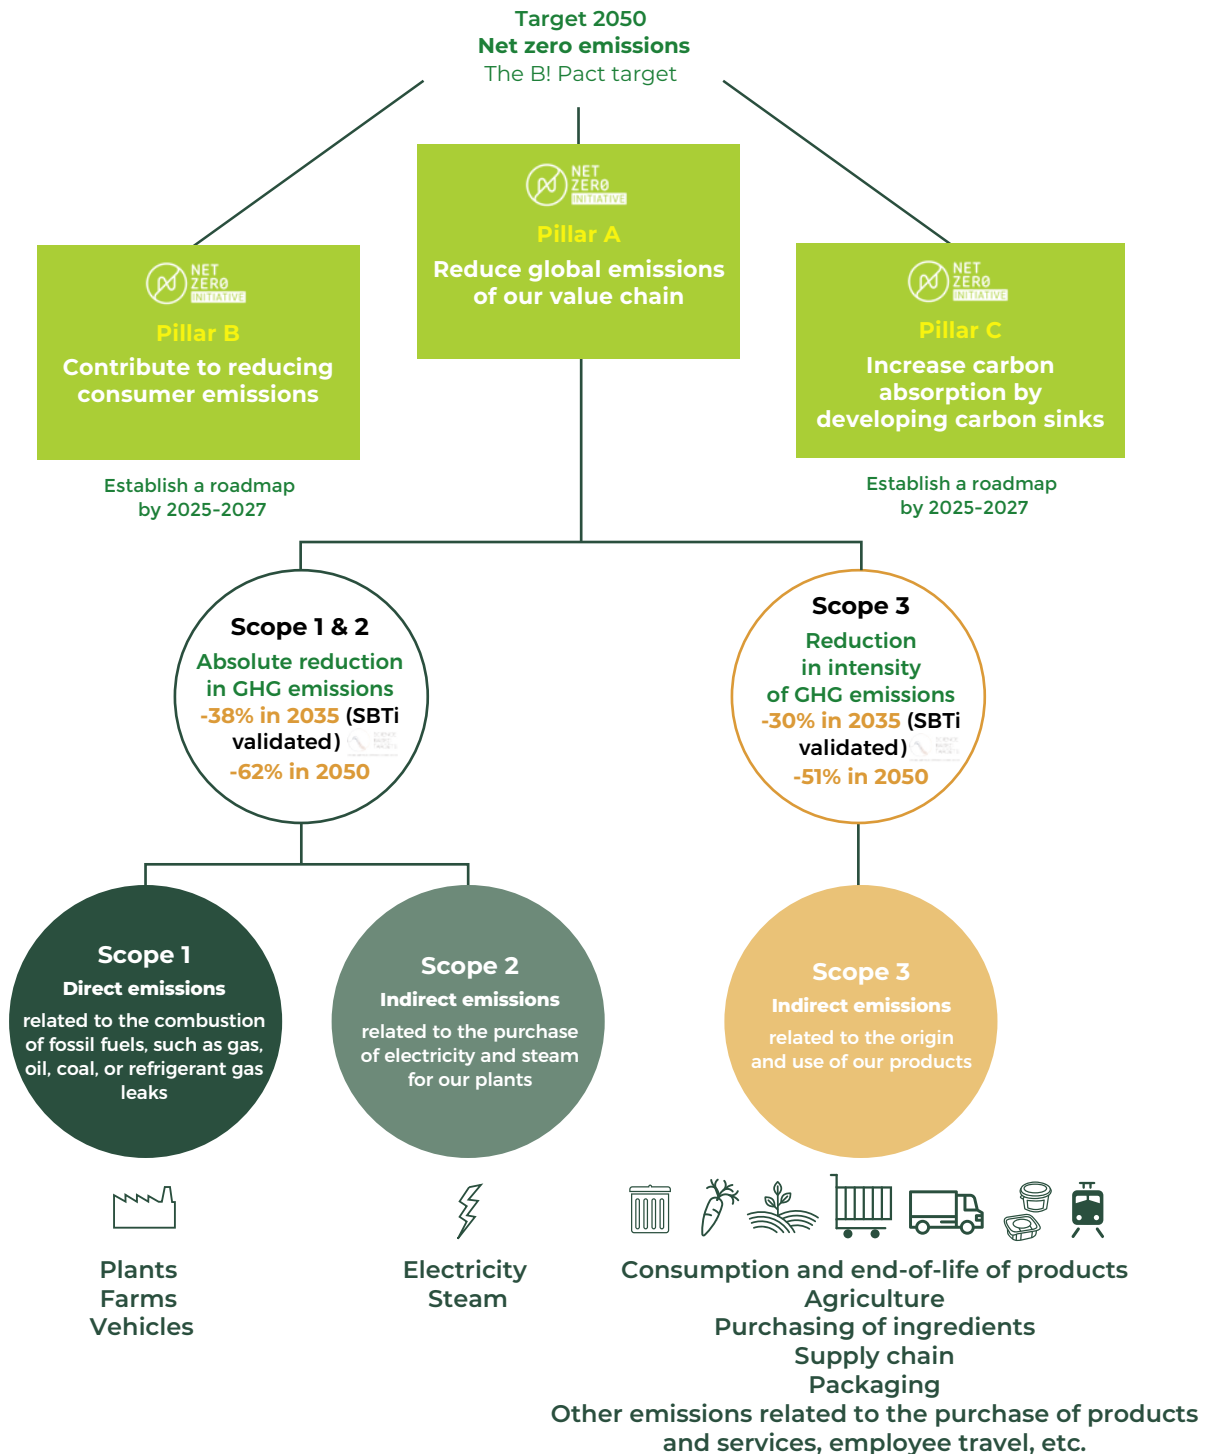 Target 2050
Net zero emissions
The B! Pact target
NET
ZERO
INITIATIVE
Pillar A
Reduce global emissions
of our value chain
NET
ZERO
INITIATIVE
Pillar B
Contribute to reducing
consumer emissions
Establish a roadmap
by 2025-2027
NET
ZERO
INITIATIVE
Pillar C
Increase carbon
absorption by
developing carbon sinks
Establish a roadmap
by 2025-2027
Scope 1 & 2
Absolute reduction
in GHG emissions
-38% in 2035 (SBTi
validated)
-62% in 2050
Scope 3
Reduction
in intensity
of GHG emissions
-30% in 2035 (SBTi
validated)
-51% in 2050
Scope 1
Direct emissions
related to the combustion
of fossil fuels, such as gas,
oil, coal, or refrigerant gas
leaks
Scope 2
Indirect emissions
related to the purchase
of electricity and steam
for our plants
Scope 3
Indirect emissions
related to the origin
and use of our products
Plants
Farms
Vehicles
Electricity
Steam
Consumption and end-of-life of products
Agriculture
Purchasing of ingredients
Supply chain
Packaging
Other emissions related to the purchase of products
and services, employee travel, etc.